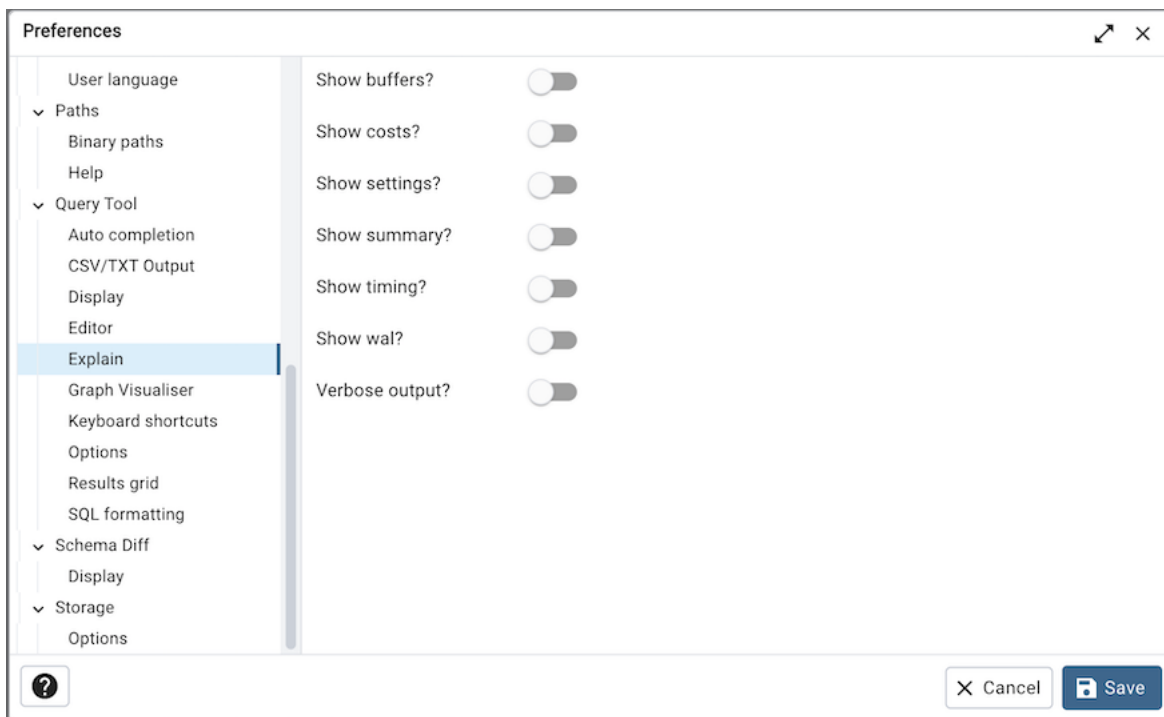 Preferences
User language
Paths
Binary paths
Help
Query Tool
Auto completion
CSV/TXT Output
Display
Editor
Explain
Graph Visualiser
Keyboard shortcuts
Options
Results grid
SQL formatting
Schema Diff
Display
Storage
Options
Show buffers?
Show costs?
Show settings?
Show summary?
Show timing?
Show wal?
Verbose output?
Cancel
Save